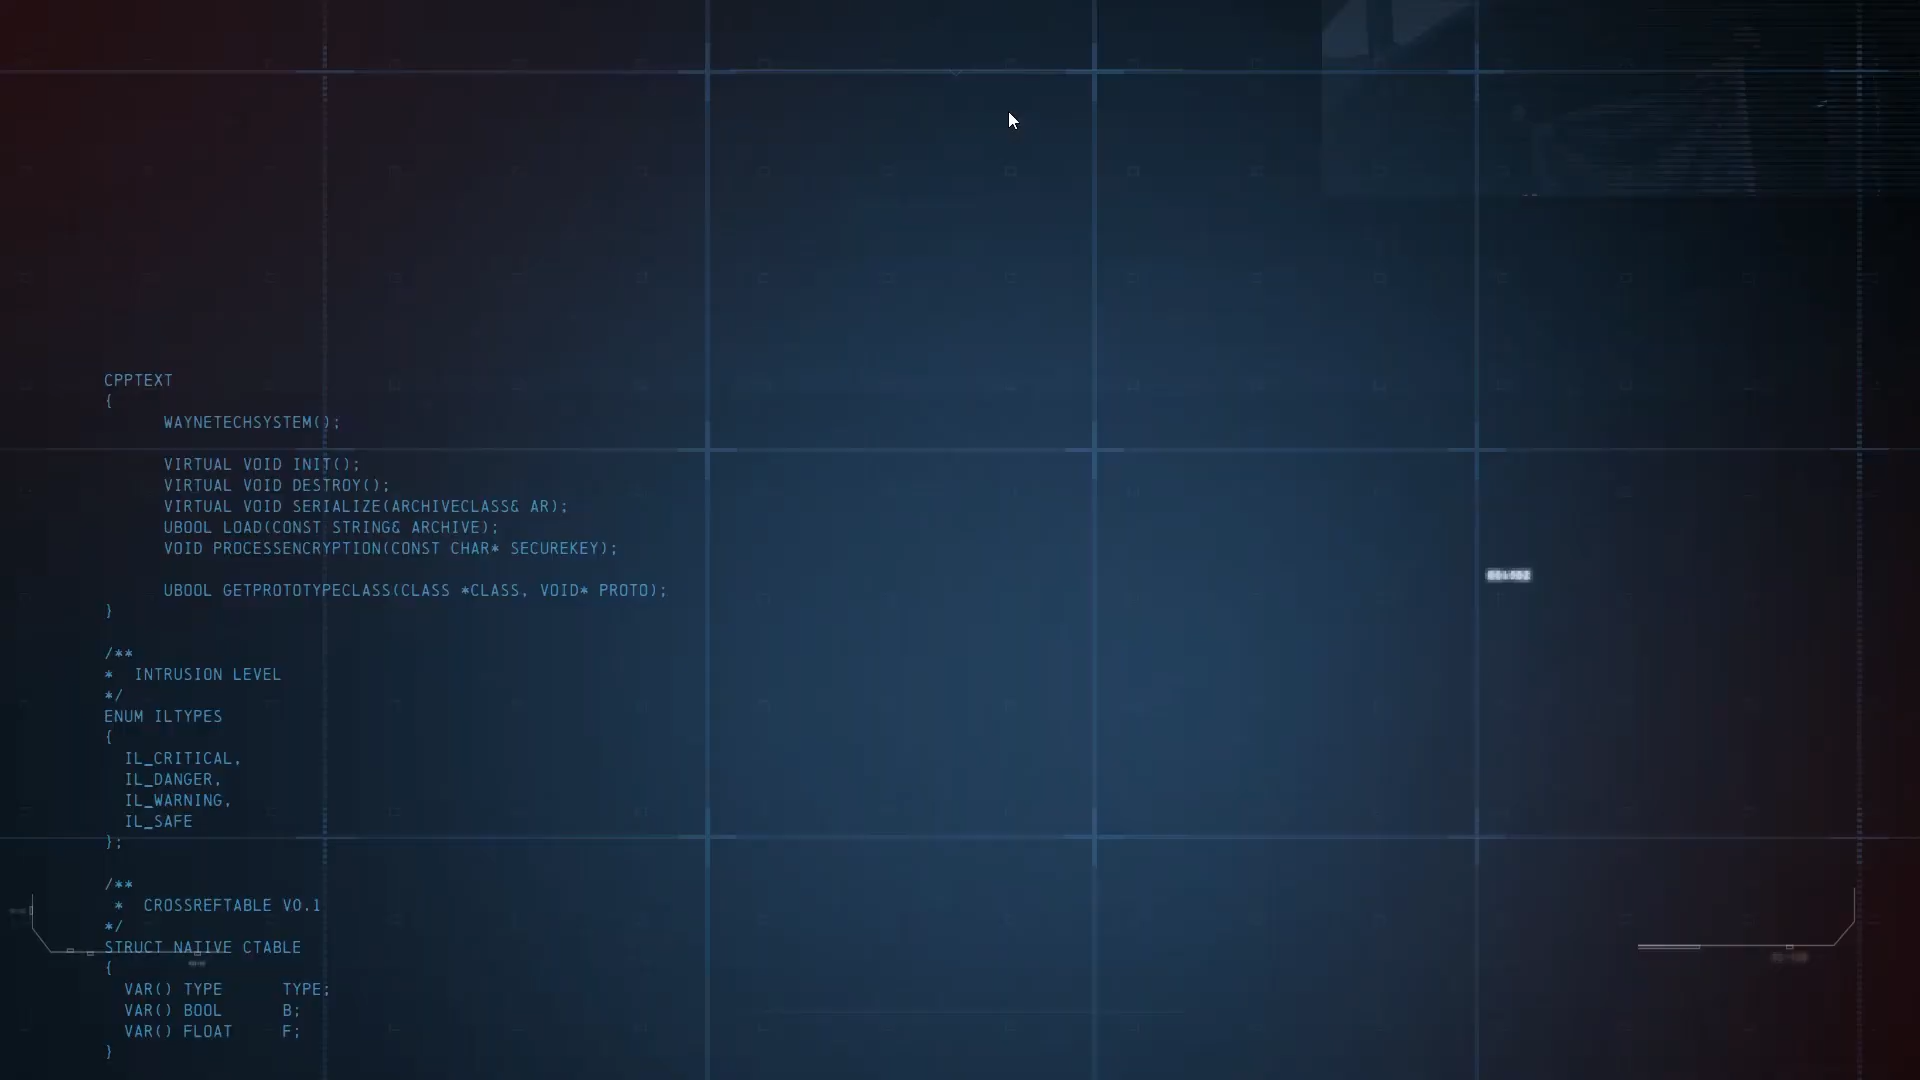 CPPTEXT
{
WAYNETECHSYSTEM();
VIRTUAL VOID INIT();
VIRTUAL VOID DESTROY();
VIRTUAL VOID SERIALIZE(ARCHIVECLASS& AR);
UBOOL LOAD(CONST STRING& ARCHIVE);
VOID PROCESSENCRYPTION(CONST CHAR* SECUREKEY);
UBOOL GETPROTOTYPECLASS(CLASS *CLASS, VOID* PROTO);
}
/**
* INTRUSION LEVEL
*/
ENUM ILTYPES
{
IL_CRITICAL,
IL_DANGER,
IL_WARNING,
IL_SAFE
};
/**
* CROSSREFTABLE V0.1
*/
STRUCT NATIVE CTABLE
{
VAR() TYPE TYPE;
VAR() BOOL B;
VAR() FLOAT F;
}